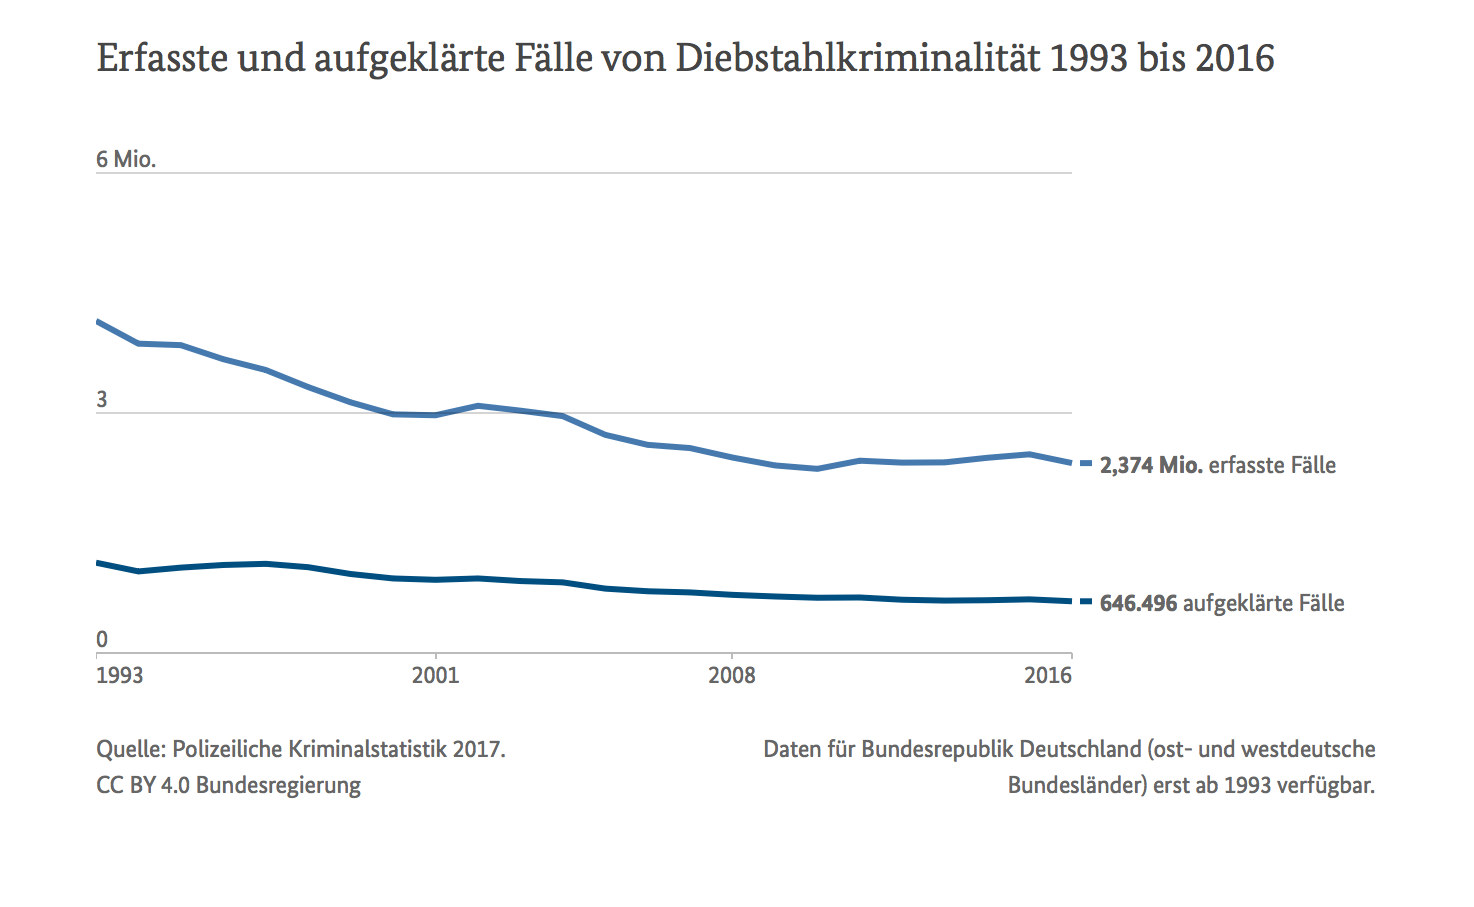 Erfasste und aufgeklärte Fälle von Diebstahlkriminalität 1993 bis 2016
6 Mio.
3
2,374 Mio. erfasste Fälle
646.496 aufgeklärte Fälle
0
1993
2001
2008
2016
Quelle: Polizeiliche Kriminalstatistik 2017.
CC BY 4.0 Bundesregierung
Daten für Bundesrepublik Deutschland (ost- und westdeutsche
Bundesländer) erst ab 1993 verfügbar.